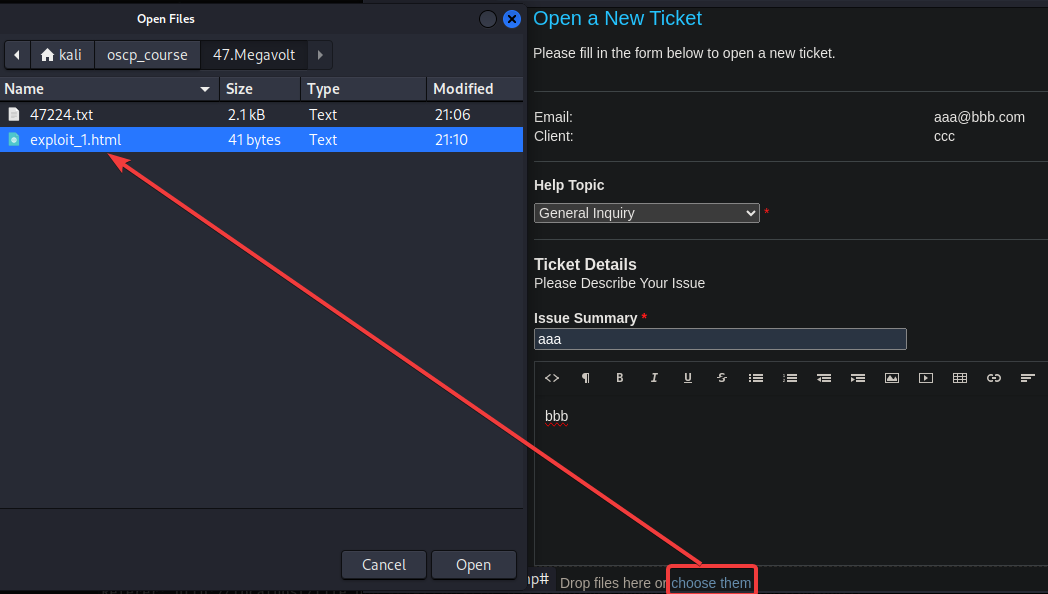 Open Files
kali
oscp_course
47.Megavolt
Name
Size
Type
Modified
47224.txt
2.1 kB
Text
21:06
exploit_1.html
41 bytes
Text
21:10
Cancel
Open
Open a New Ticket
Please fill in the form below to open a new ticket.
Email:
aaa@bbb.com
Client:
ccc
Help Topic
General Inquiry
*
Ticket Details
Please Describe Your Issue
Issue Summary *
aaa
<> ¶ B I U S
bbb
Drop files here or choose them